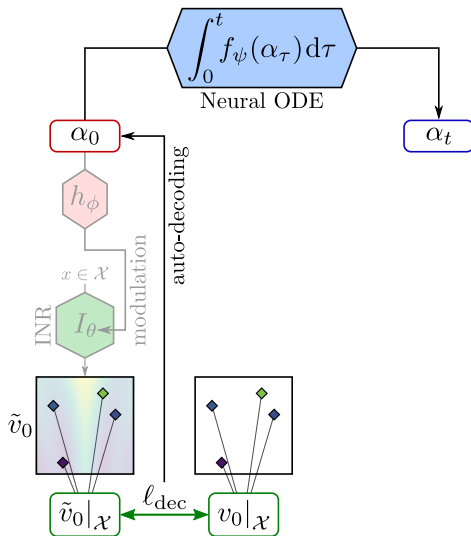 ∫₀ᵗ f_ψ(α_τ) dτ
Neural ODE
α₀
α_t
h_ϕ
auto-decoding
modulation
x ∈ 𝒳
INR
I_θ
ṽ₀
ℓ_dec
ṽ₀|_𝒳
v₀|_𝒳